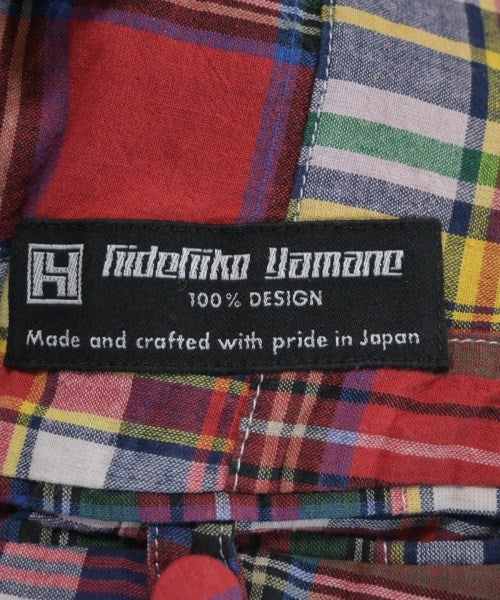 H Hidehiko Yamane
100% DESIGN
Made and crafted with pride in Japan